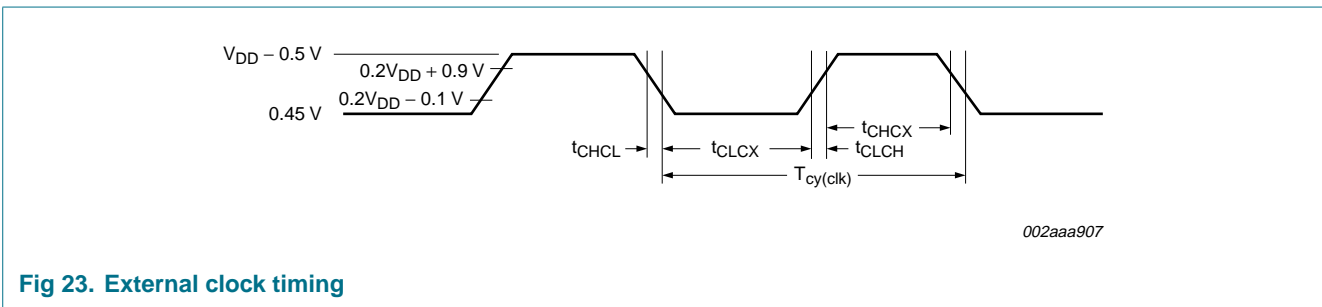 V_DD − 0.5 V
0.2V_DD + 0.9 V
0.2V_DD − 0.1 V
0.45 V
t_CHCX
t_CHCL
t_CLCX
t_CLCH
T_cy(clk)
002aaa907
Fig 23. External clock timing